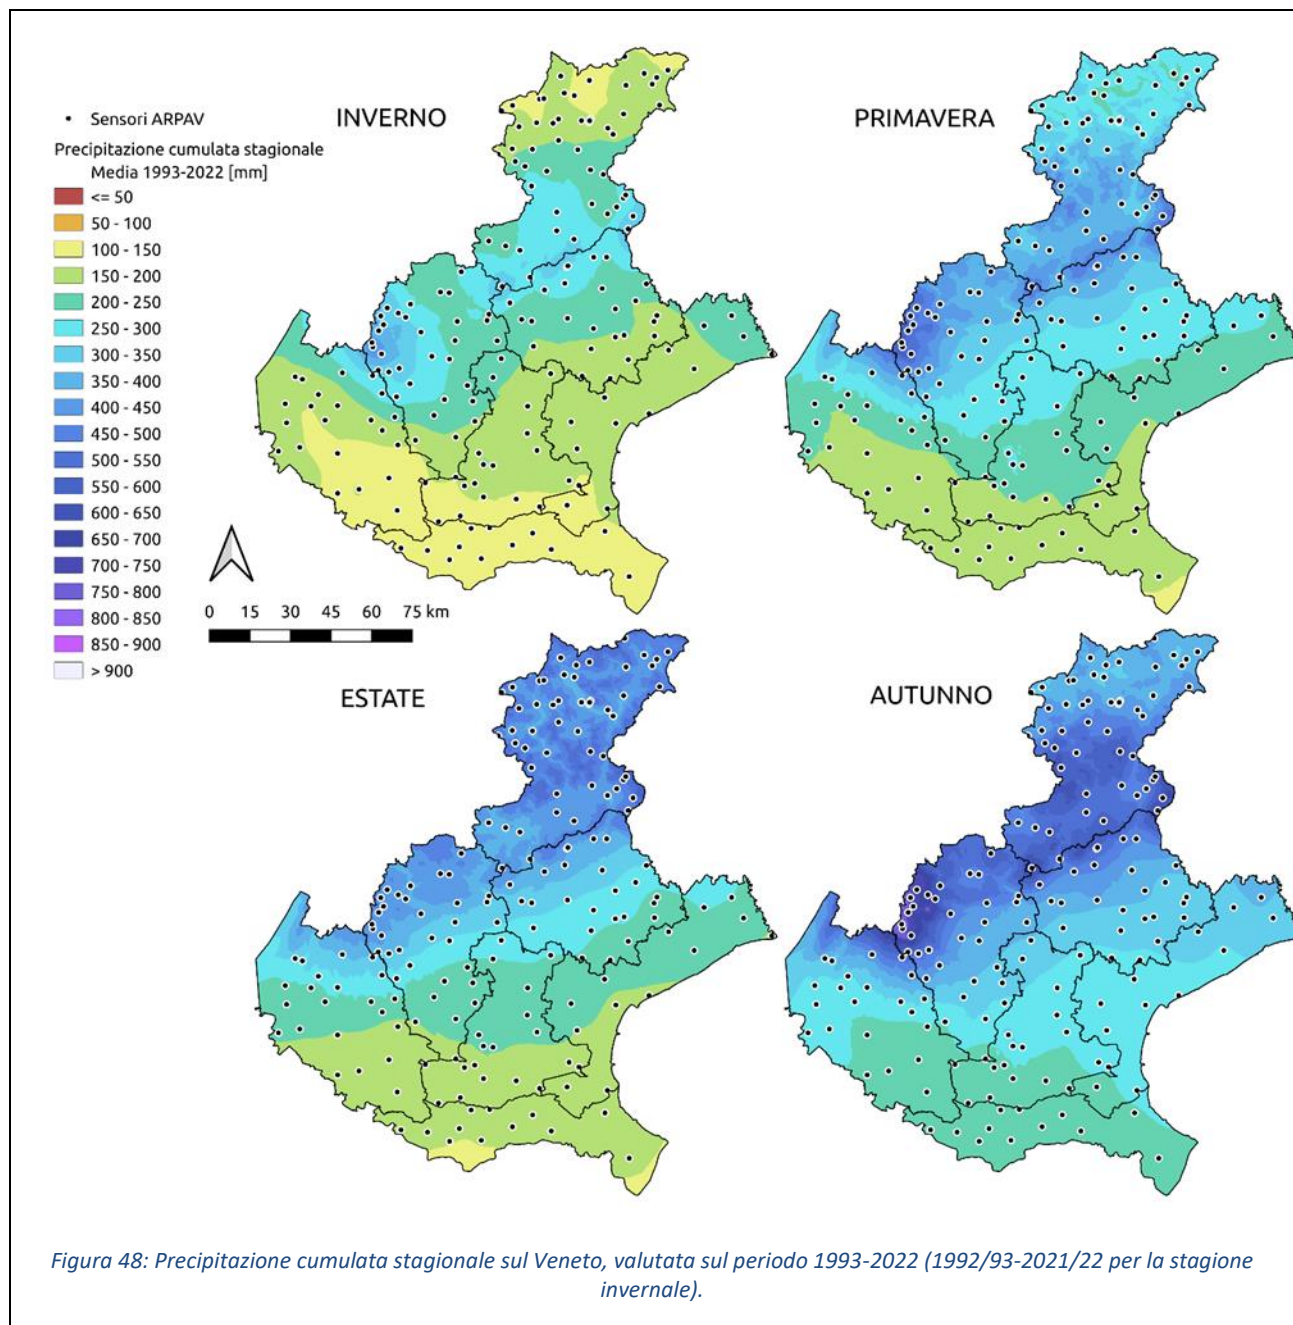 INVERNO
PRIMAVERA
Sensori ARPAV
Precipitazione cumulata stagionale
Media 1993-2022 [mm]
<= 50
50 - 100
100 - 150
150 - 200
200 - 250
250 - 300
300 - 350
350 - 400
400 - 450
450 - 500
500 - 550
550 - 600
600 - 650
650 - 700
700 - 750
750 - 800
800 - 850
850 - 900
> 900
0 15 30 45 60 75 km
ESTATE
AUTUNNO
Figura 48: Precipitazione cumulata stagionale sul Veneto, valutata sul periodo 1993-2022 (1992/93-2021/22 per la stagione
invernale).